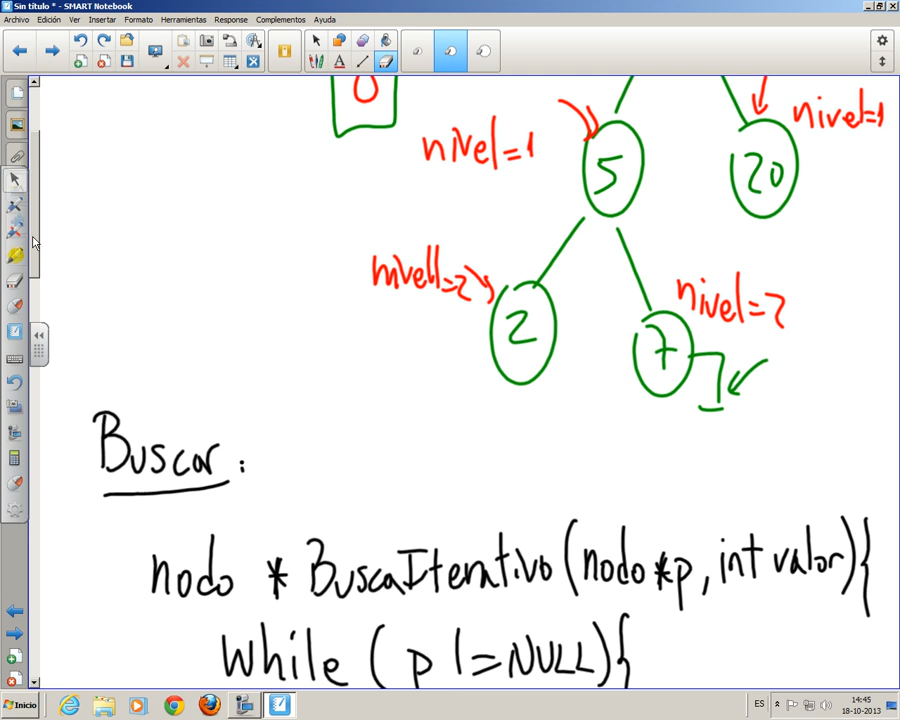 Sin título * - SMART Notebook
Archivo Edición Ver Insertar Formato Herramientas Response Complementos Ayuda
0
nivel=1
nivel=1
5
20
nivel=2
nivel=2
2
7
Buscar:
nodo * BuscaIterativo(nodo*p, int valor){
While ( p != NULL){
Inicio
ES
14:45
18-10-2013